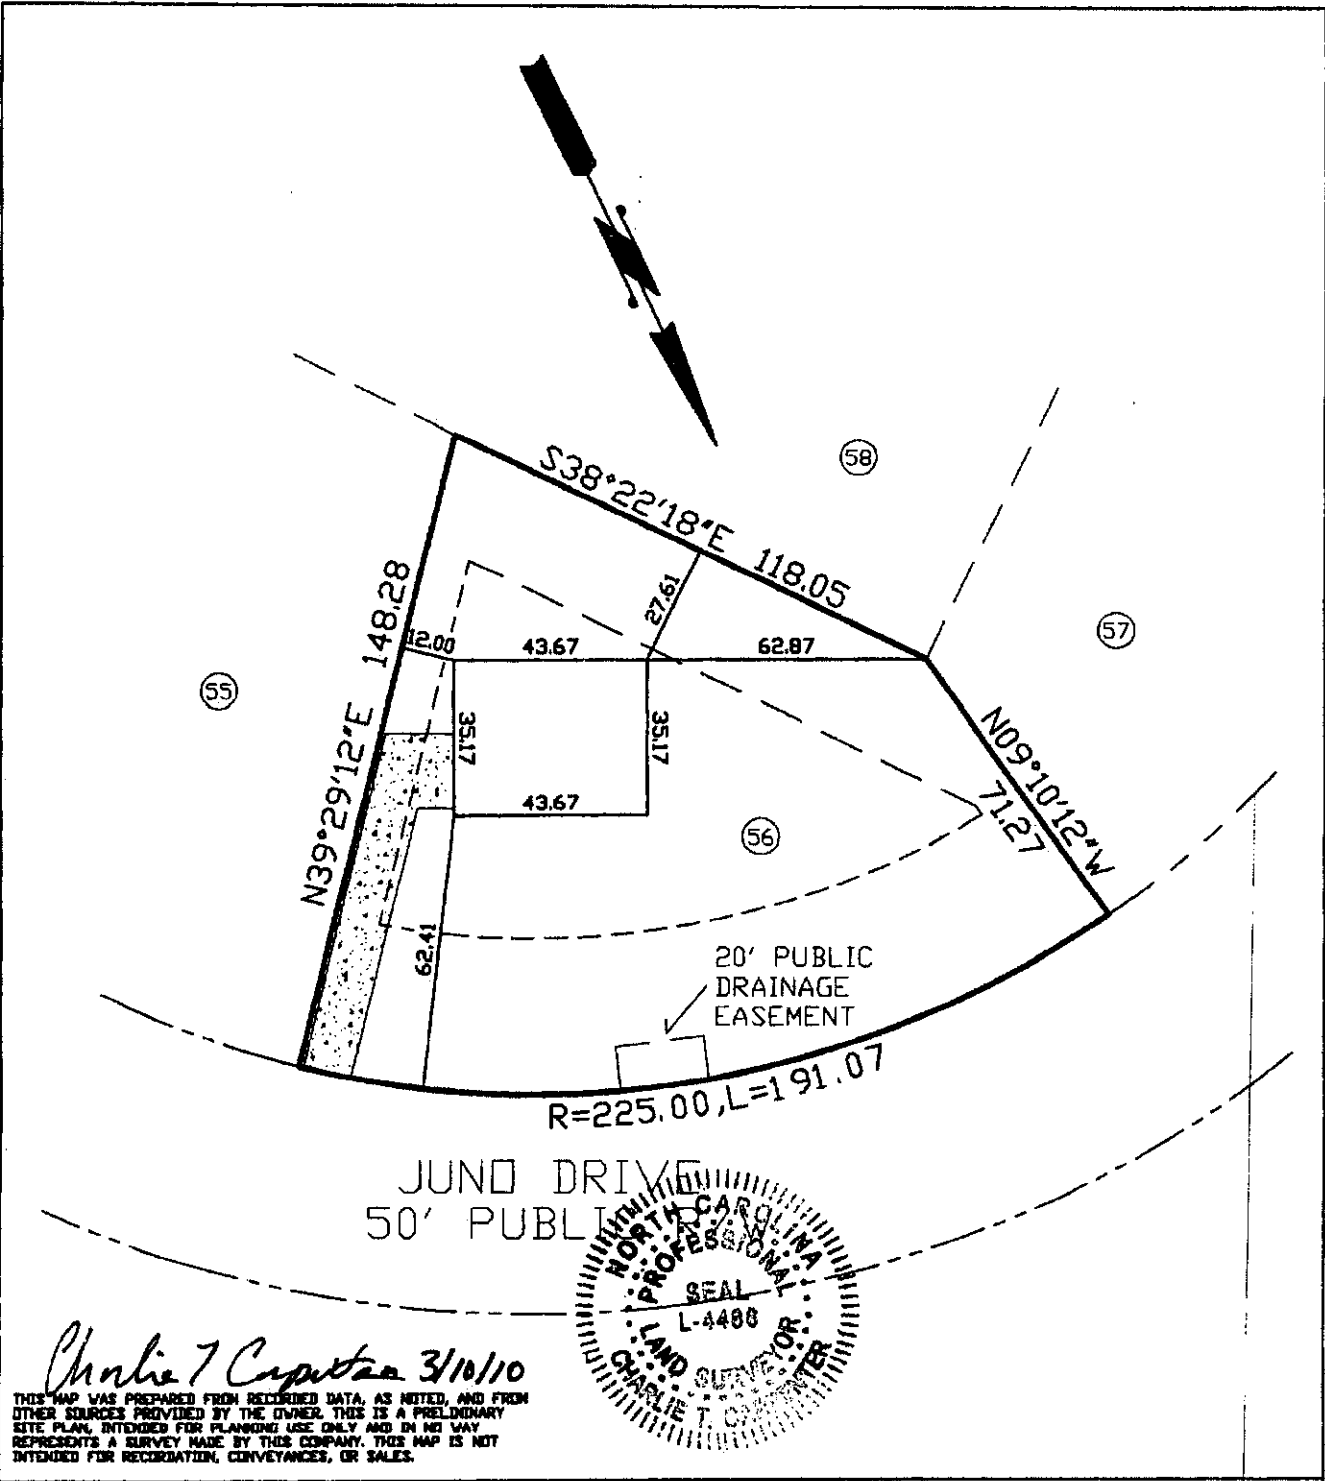 58
S38°22'18"E 118.05
57
27.61
148.28
12.00
43.67
62.87
55
35.17
35.17
N39°29'12"E
N09°10'12"W
71.27
43.67
56
62.41
20' PUBLIC
DRAINAGE
EASEMENT
R=225.00,L=191.07
JUNO DRIVE
50' PUBLIC R/W
NORTH CAROLINA
PROFESSIONAL
SEAL
L-4486
LAND SURVEYOR
CHARLIE T. CARPENTER
Charlie T Carpenter 3/10/10
THIS MAP WAS PREPARED FROM RECORDED DATA, AS NOTED, AND FROM
OTHER SOURCES PROVIDED BY THE OWNER. THIS IS A PRELIMINARY
SITE PLAN, INTENDED FOR PLANNING USE ONLY AND IN NO WAY
REPRESENTS A SURVEY MADE BY THIS COMPANY. THIS MAP IS NOT
INTENDED FOR RECORDATION, CONVEYANCES, OR SALES.